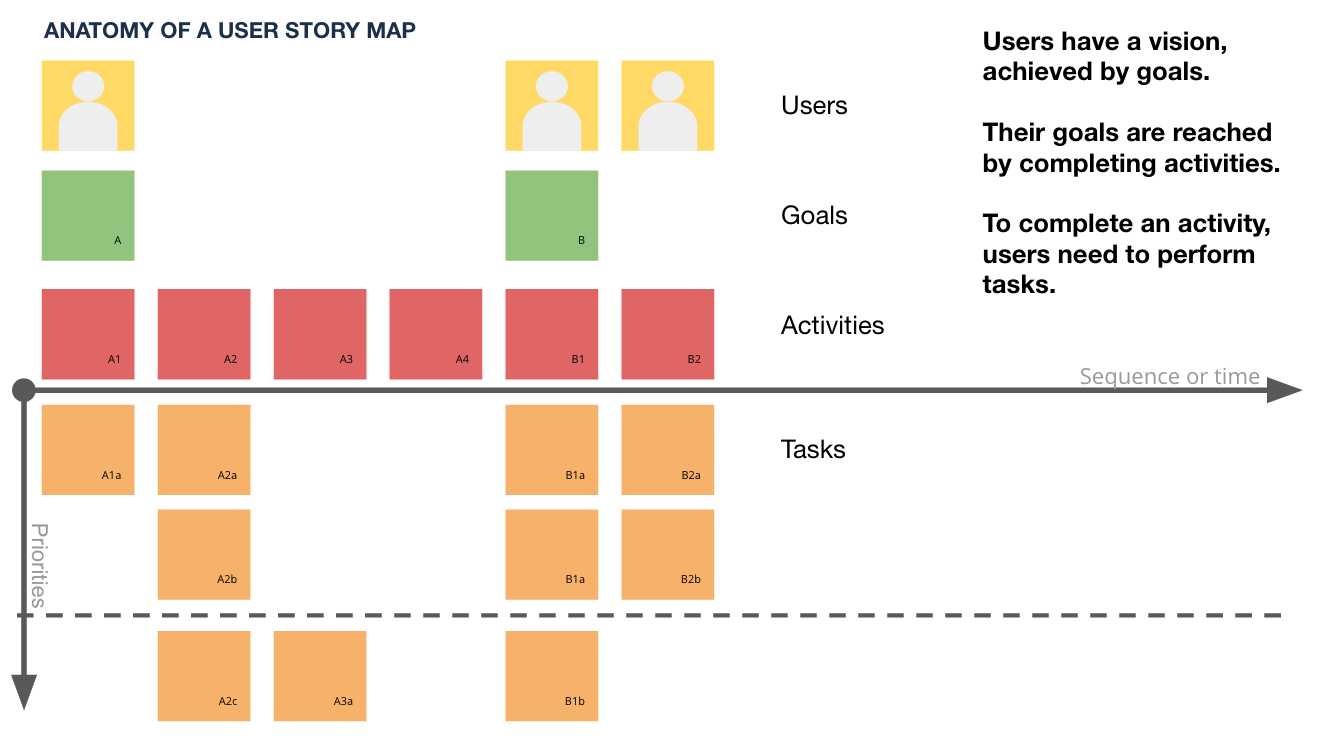 ANATOMY OF A USER STORY MAP
Users have a vision,
achieved by goals.
Their goals are reached
by completing activities.
To complete an activity,
users need to perform
tasks.
Users
A
B
Goals
A1
A2
A3
A4
B1
B2
Activities
Sequence or time
A1a
A2a
B1a
B2a
Tasks
Priorities
A2b
B1a
B2b
A2c
A3a
B1b